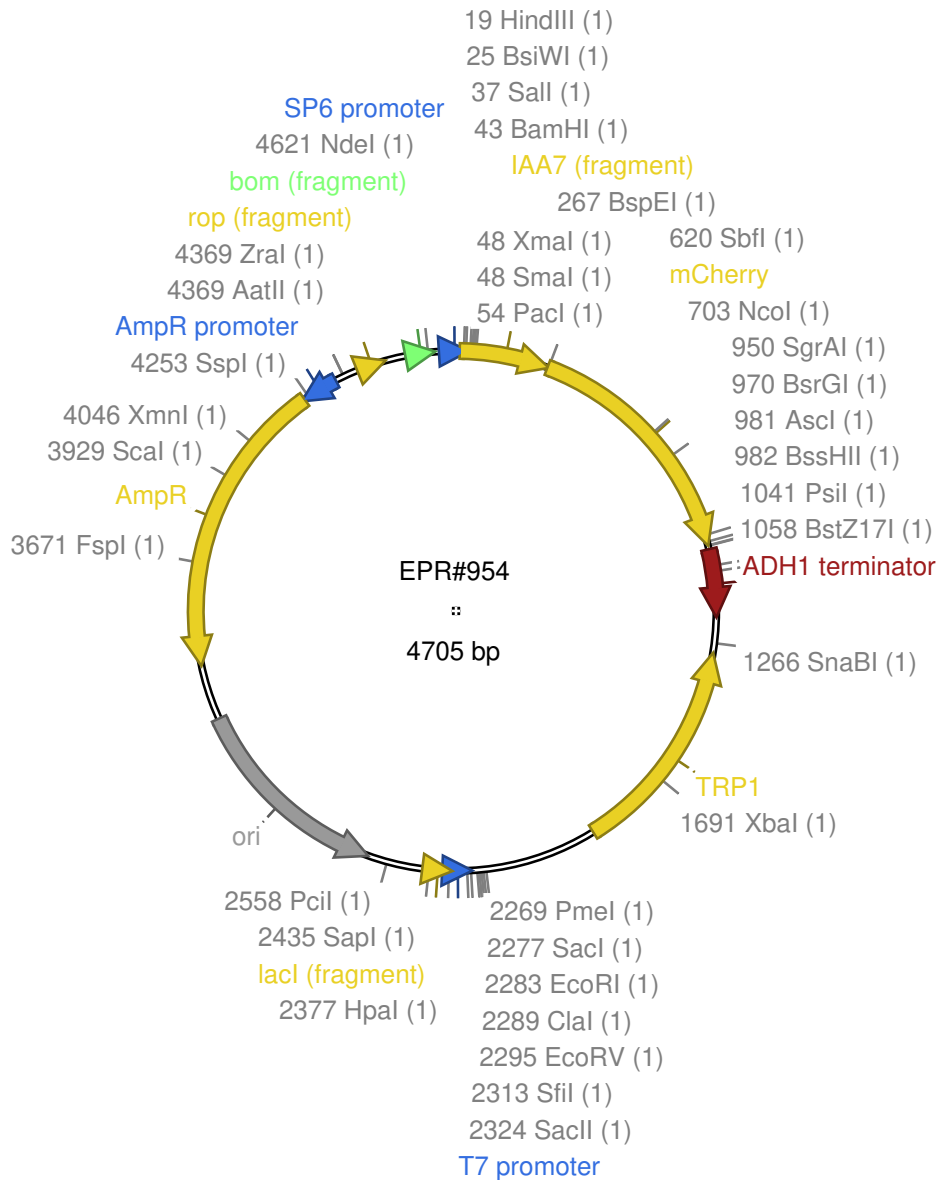 19 HindIII (1)
25 BsiWI (1)
37 SalI (1)
43 BamHI (1)
IAA7 (fragment)
267 BspEI (1)
48 XmaI (1)
620 SbfI (1)
48 SmaI (1)
mCherry
54 PacI (1)
703 NcoI (1)
950 SgrAI (1)
970 BsrGI (1)
981 AscI (1)
982 BssHII (1)
1041 PsiI (1)
1058 BstZ17I (1)
ADH1 terminator
1266 SnaBI (1)
TRP1
1691 XbaI (1)
2269 PmeI (1)
2277 SacI (1)
2283 EcoRI (1)
2289 ClaI (1)
2295 EcoRV (1)
2313 SfiI (1)
2324 SacII (1)
T7 promoter
2377 HpaI (1)
lacI (fragment)
2435 SapI (1)
2558 PciI (1)
ori
3671 FspI (1)
AmpR
3929 ScaI (1)
4046 XmnI (1)
4253 SspI (1)
AmpR promoter
4369 AatII (1)
4369 ZraI (1)
rop (fragment)
bom (fragment)
4621 NdeI (1)
SP6 promoter
EPR#954
4705 bp